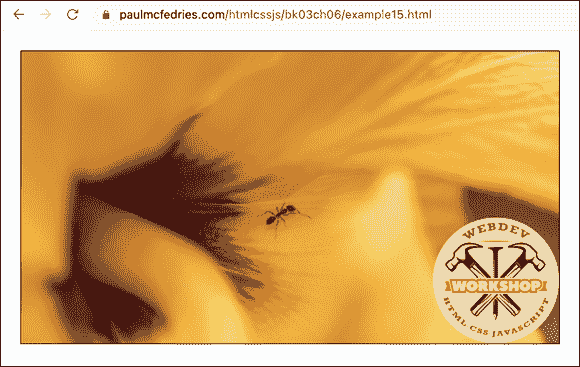 paulmcfedries.com/htmlcssjs/bk03ch06/example15.html
WEBDEV
WORKSHOP
HTML CSS JAVASCRIPT